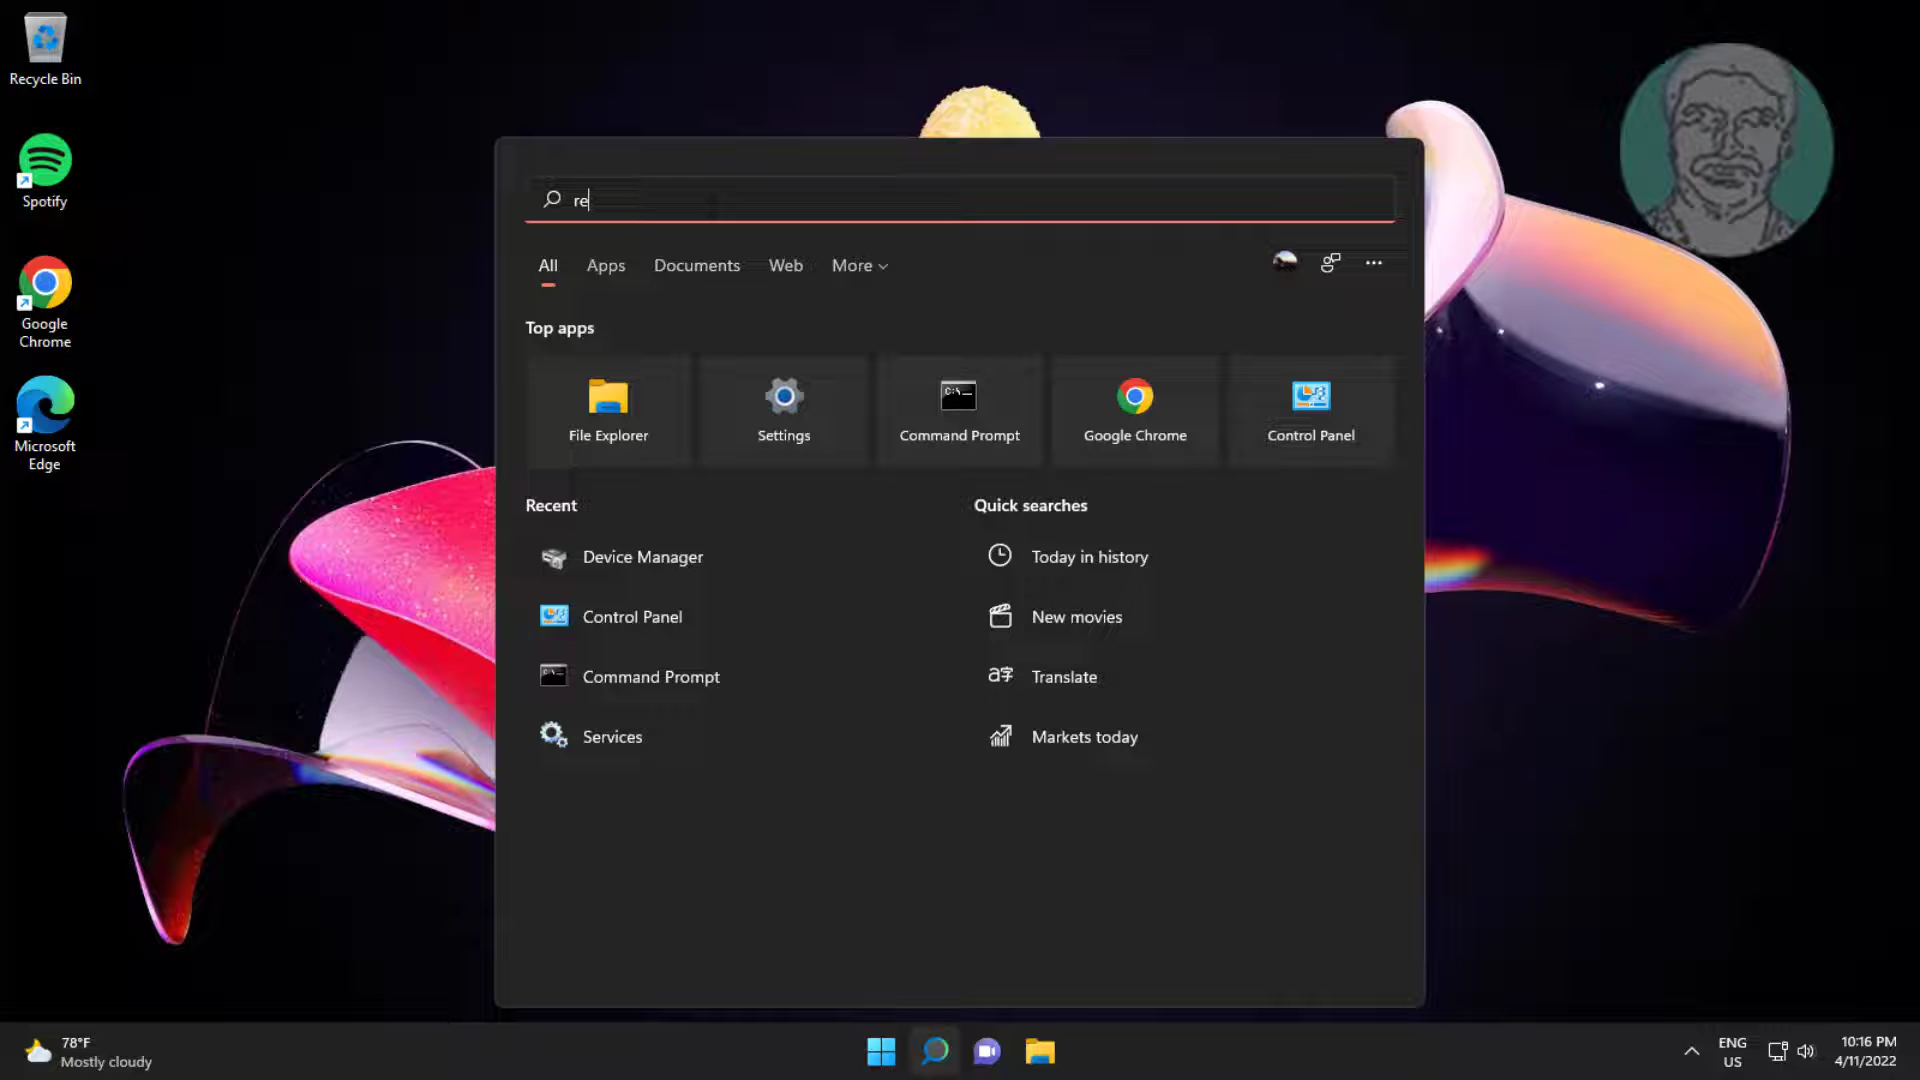 Recycle Bin
Spotify
Google
Chrome
Microsoft
Edge
re
All
Apps
Documents
Web
More
Top apps
File Explorer
Settings
Command Prompt
Google Chrome
Control Panel
Recent
Device Manager
Control Panel
Command Prompt
Services
Quick searches
Today in history
New movies
Translate
Markets today
78°F
Mostly cloudy
ENG
US
10:16 PM
4/11/2022